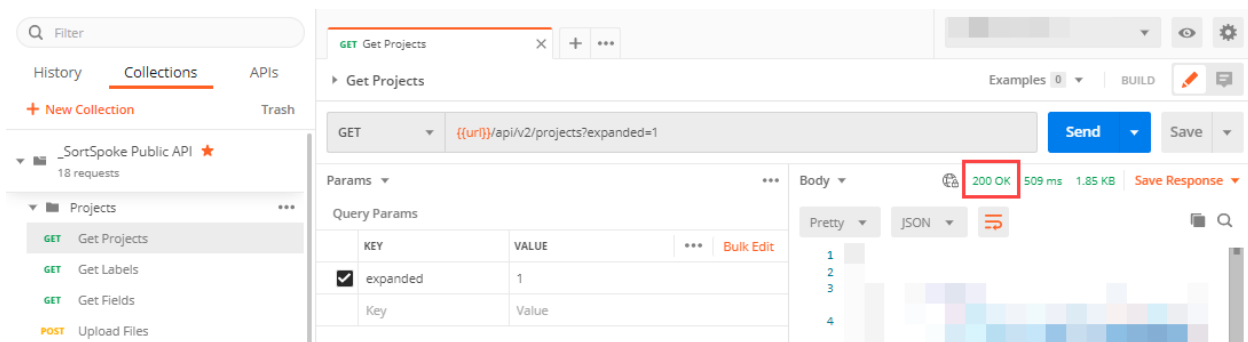 Filter
History Collections APIs
+ New Collection Trash
_SortSpoke Public API
18 requests
Projects
GET Get Projects
GET Get Labels
GET Get Fields
POST Upload Files
GET Get Projects
Get Projects
Examples 0 BUILD
GET {{url}}/api/v2/projects?expanded=1 Send Save
Params
Query Params
KEY VALUE Bulk Edit
expanded 1
Key Value
Body 200 OK 509 ms 1.85 KB Save Response
Pretty JSON
1
2
3
4